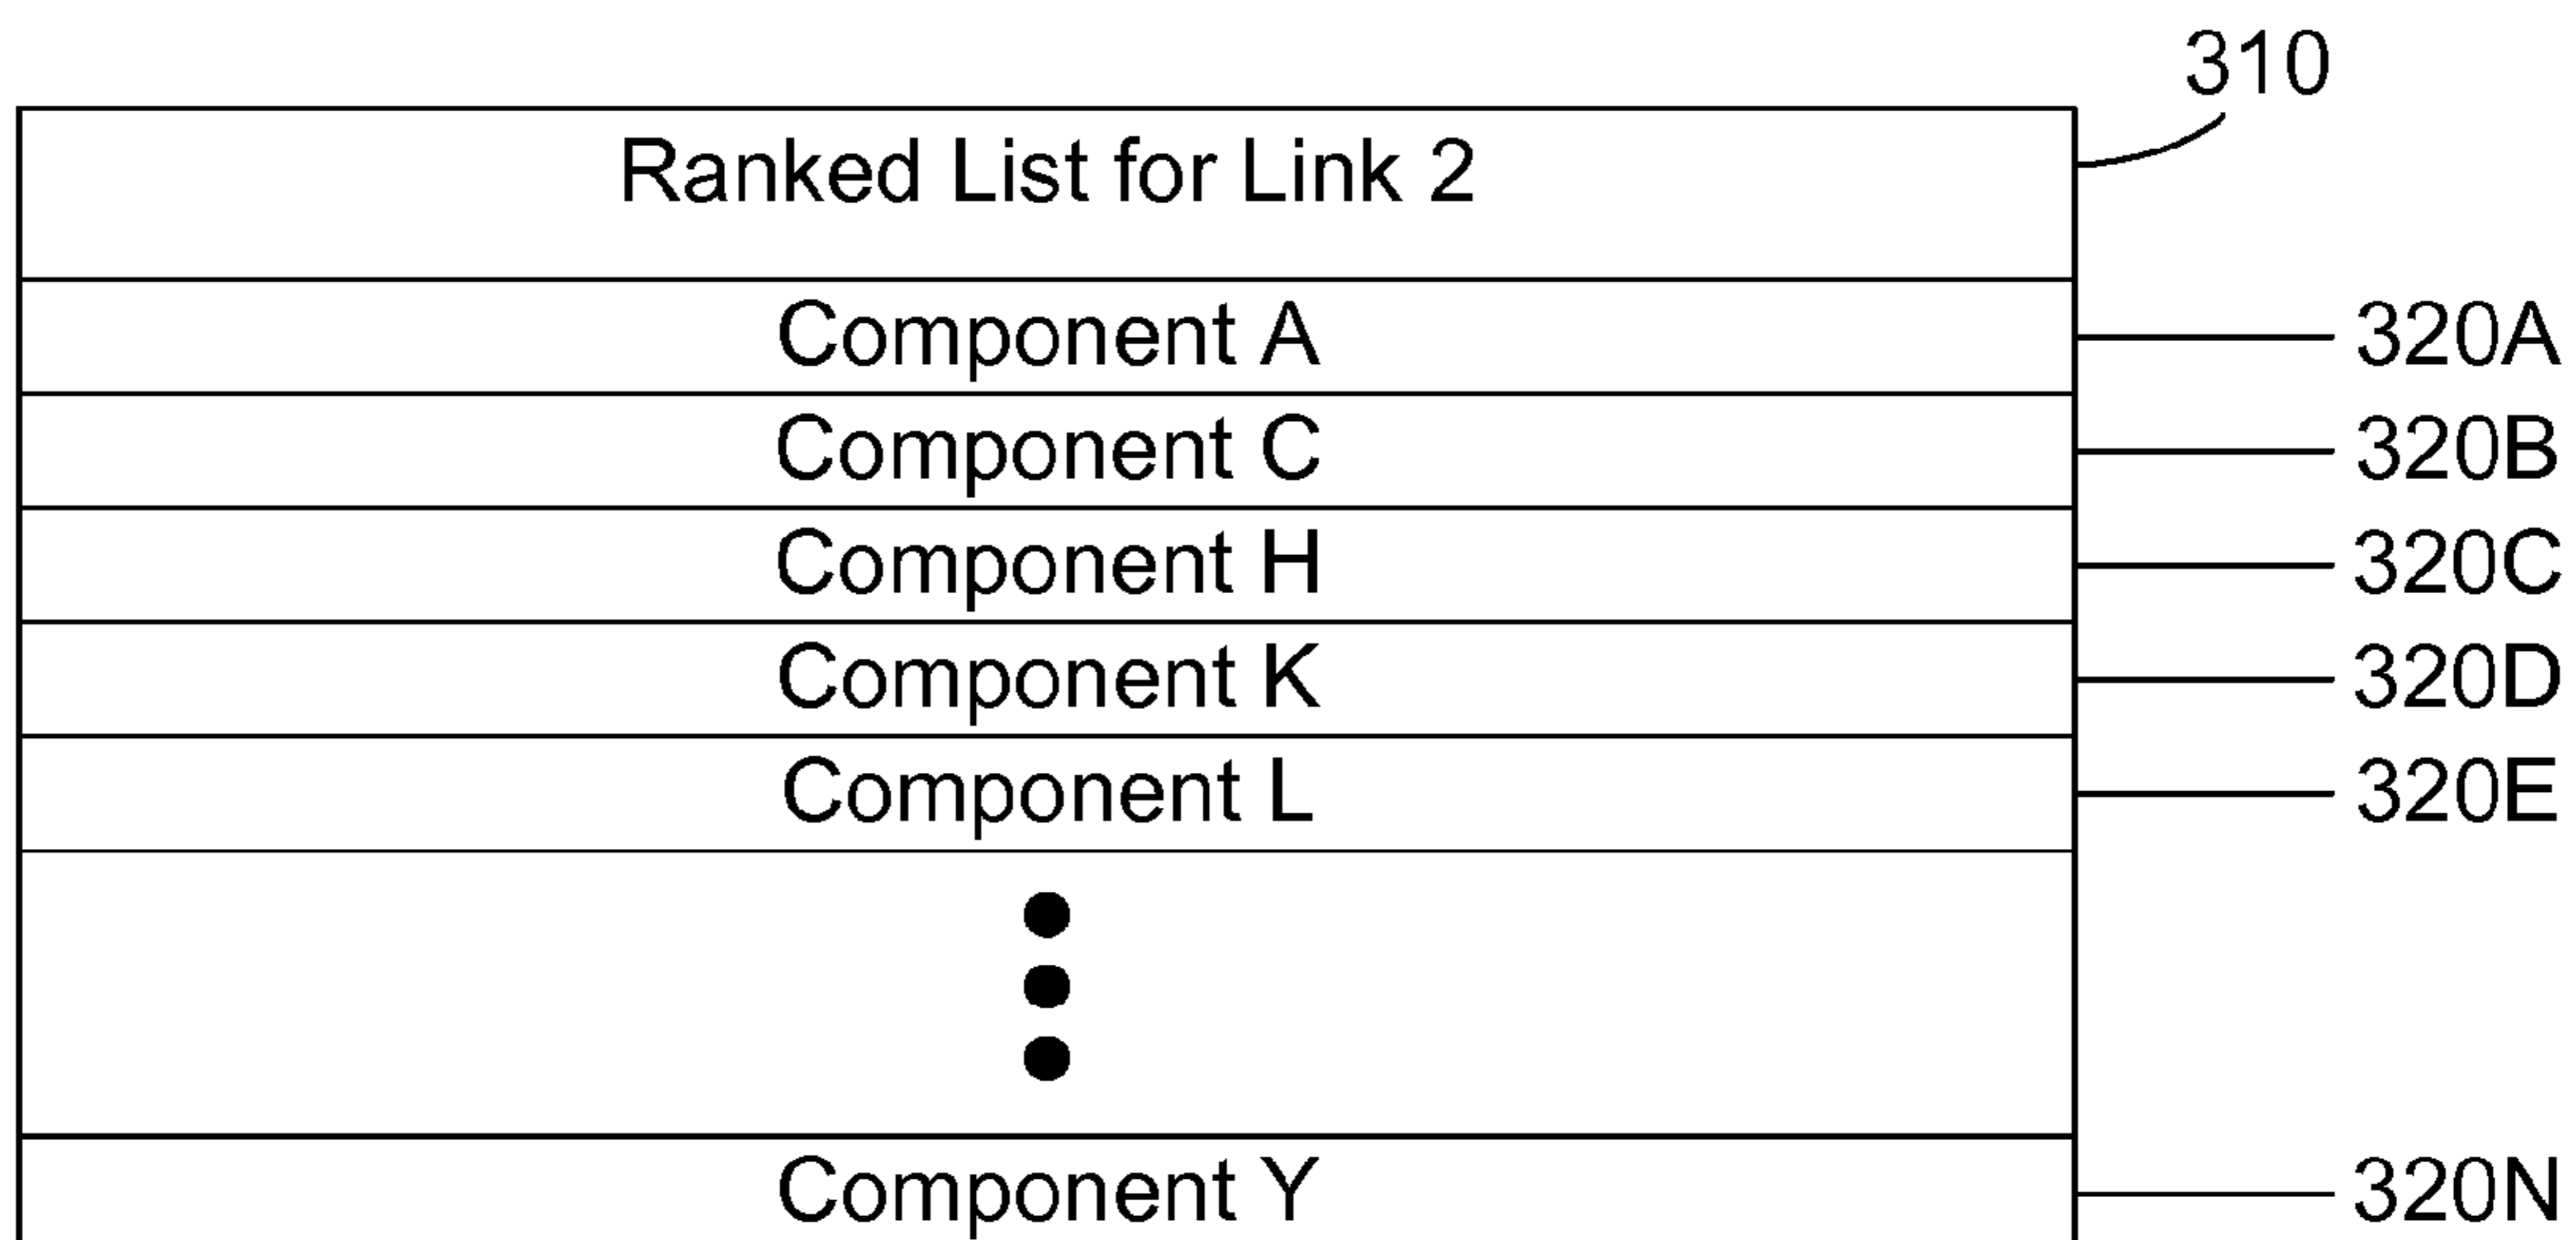 310
Ranked List for Link 2
Component A 320A
Component C 320B
Component H 320C
Component K 320D
Component L 320E
Component Y 320N